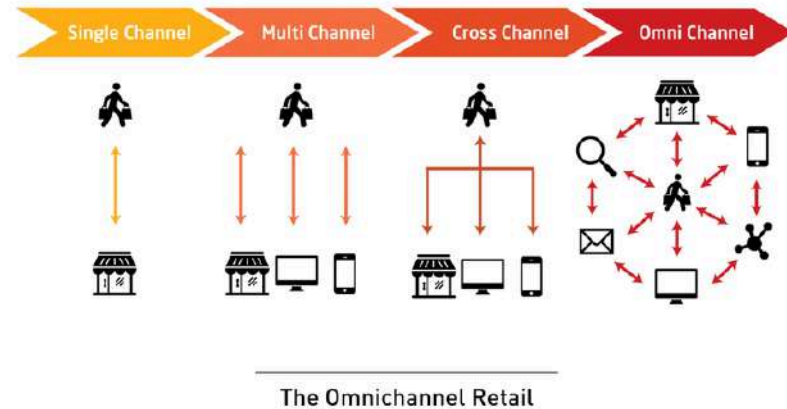 Single Channel
Multi Channel
Cross Channel
Omni Channel
The Omnichannel Retail